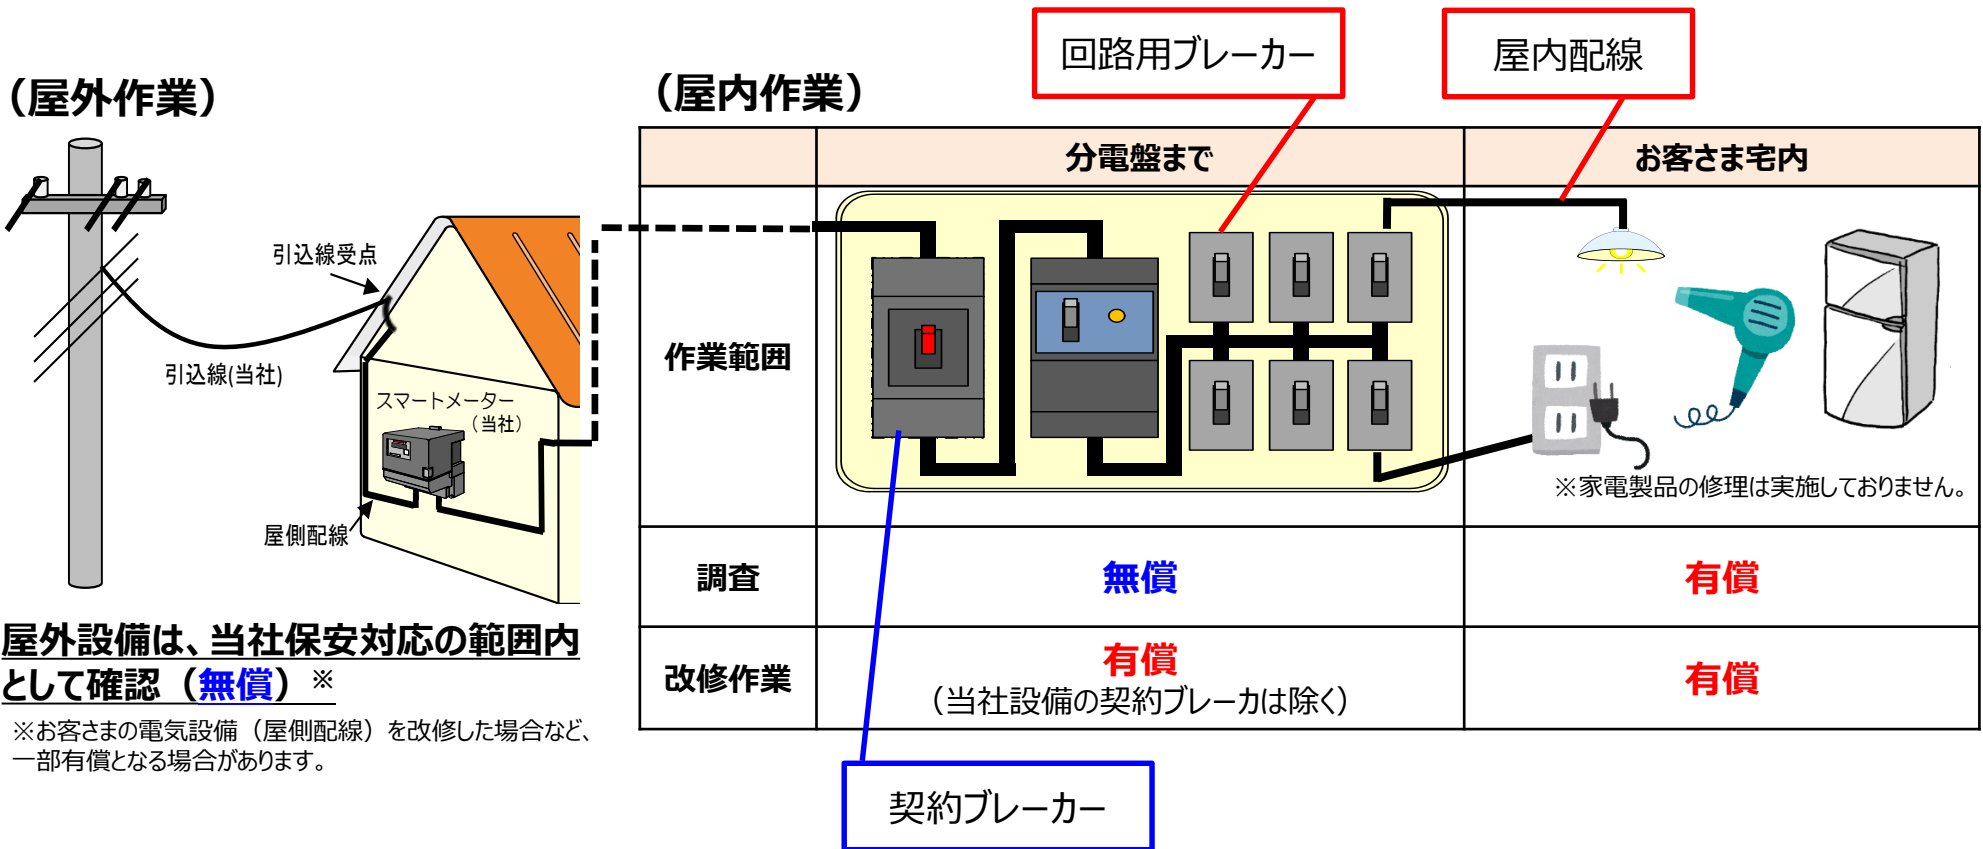 （屋外作業）
引込線受点
引込線(当社)
スマートメーター
（当社）
屋側配線
屋外設備は、当社保安対応の範囲内
として確認（無償）※
※お客さまの電気設備（屋側配線）を改修した場合など、
一部有償となる場合があります。
（屋内作業）
回路用ブレーカー
屋内配線
分電盤まで
お客さま宅内
作業範囲
※家電製品の修理は実施しておりません。
調査
無償
有償
改修作業
有償
（当社設備の契約ブレーカは除く）
有償
契約ブレーカー